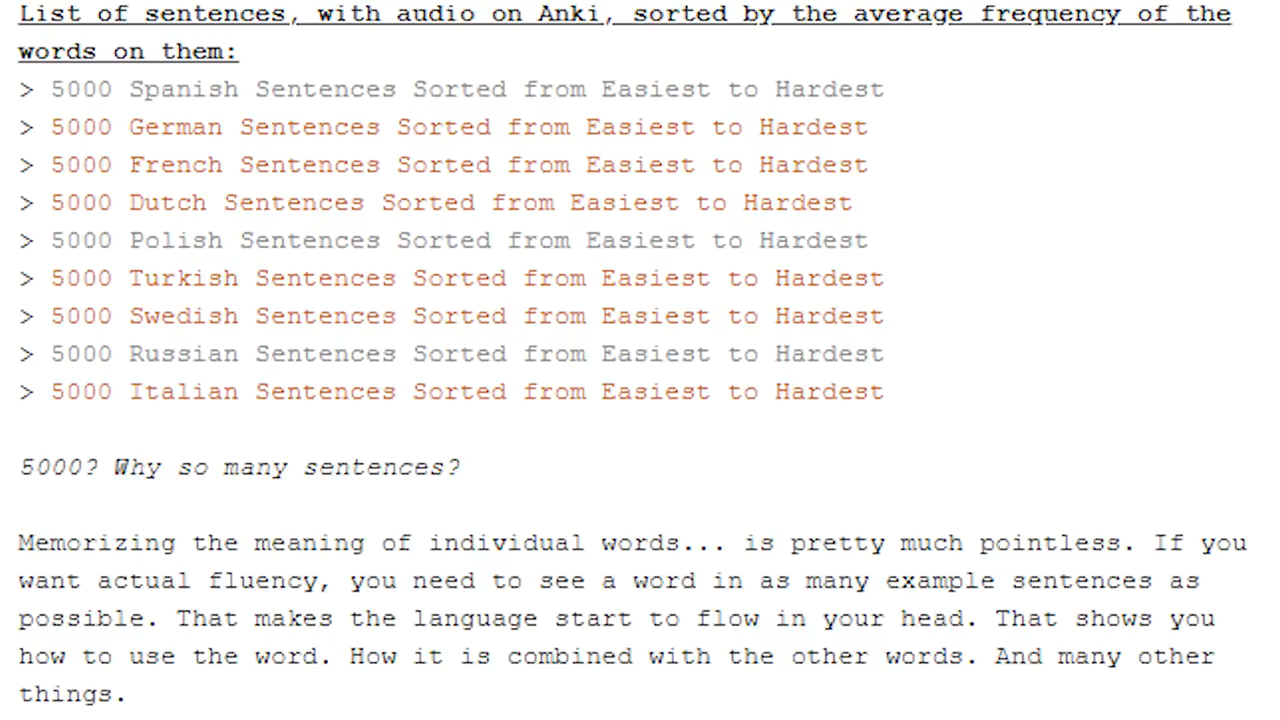 List of sentences, with audio on Anki, sorted by the average frequency of the
words on them:
> 5000 Spanish Sentences Sorted from Easiest to Hardest
> 5000 German Sentences Sorted from Easiest to Hardest
> 5000 French Sentences Sorted from Easiest to Hardest
> 5000 Dutch Sentences Sorted from Easiest to Hardest
> 5000 Polish Sentences Sorted from Easiest to Hardest
> 5000 Turkish Sentences Sorted from Easiest to Hardest
> 5000 Swedish Sentences Sorted from Easiest to Hardest
> 5000 Russian Sentences Sorted from Easiest to Hardest
> 5000 Italian Sentences Sorted from Easiest to Hardest
5000? Why so many sentences?
Memorizing the meaning of individual words... is pretty much pointless. If you
want actual fluency, you need to see a word in as many example sentences as
possible. That makes the language start to flow in your head. That shows you
how to use the word. How it is combined with the other words. And many other
things.